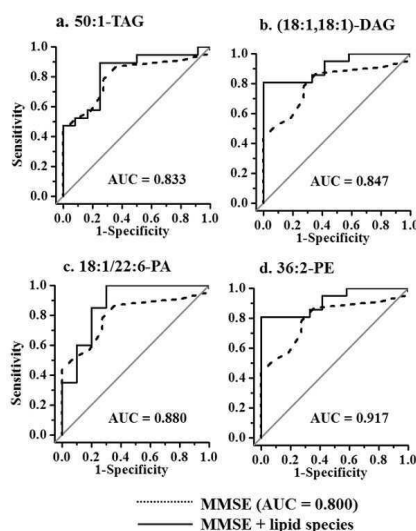 a. 50:1-TAG
b. (18:1,18:1)-DAG
Sensitivity
1.0
0.8
0.6
0.4
0.2
0.0
AUC = 0.833
0.0 0.2 0.4 0.6 0.8 1.0
1-Specificity
1.0
0.8
0.6
0.4
0.2
0.0
AUC = 0.847
0.0 0.2 0.4 0.6 0.8 1.0
1-Specificity
c. 18:1/22:6-PA
d. 36:2-PE
Sensitivity
1.0
0.8
0.6
0.4
0.2
0.0
AUC = 0.880
0.0 0.2 0.4 0.6 0.8 1.0
1-Specificity
1.0
0.8
0.6
0.4
0.2
0.0
AUC = 0.917
0.0 0.2 0.4 0.6 0.8 1.0
1-Specificity
MMSE (AUC = 0.800)
MMSE + lipid species